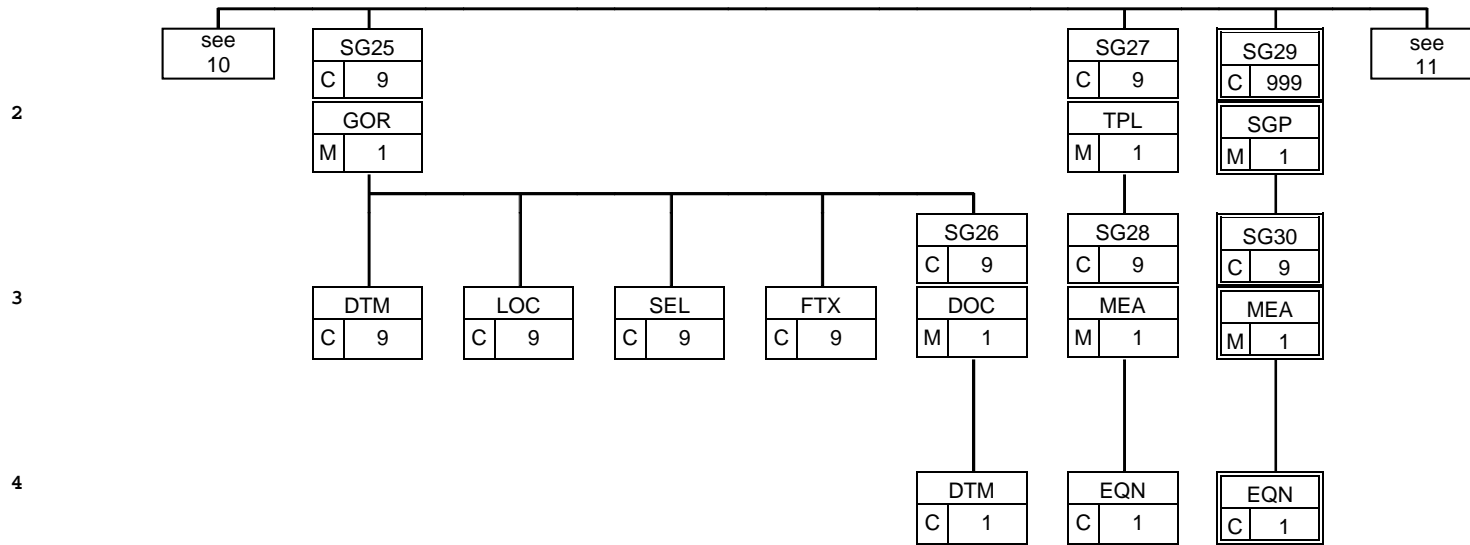 see
10
SG25
C 9
SG27
C 9
SG29
C 999
see
11
2
GOR
M 1
TPL
M 1
SGP
M 1
SG26
C 9
SG28
C 9
SG30
C 9
3
DTM
C 9
LOC
C 9
SEL
C 9
FTX
C 9
DOC
M 1
MEA
M 1
MEA
M 1
4
DTM
C 1
EQN
C 1
EQN
C 1